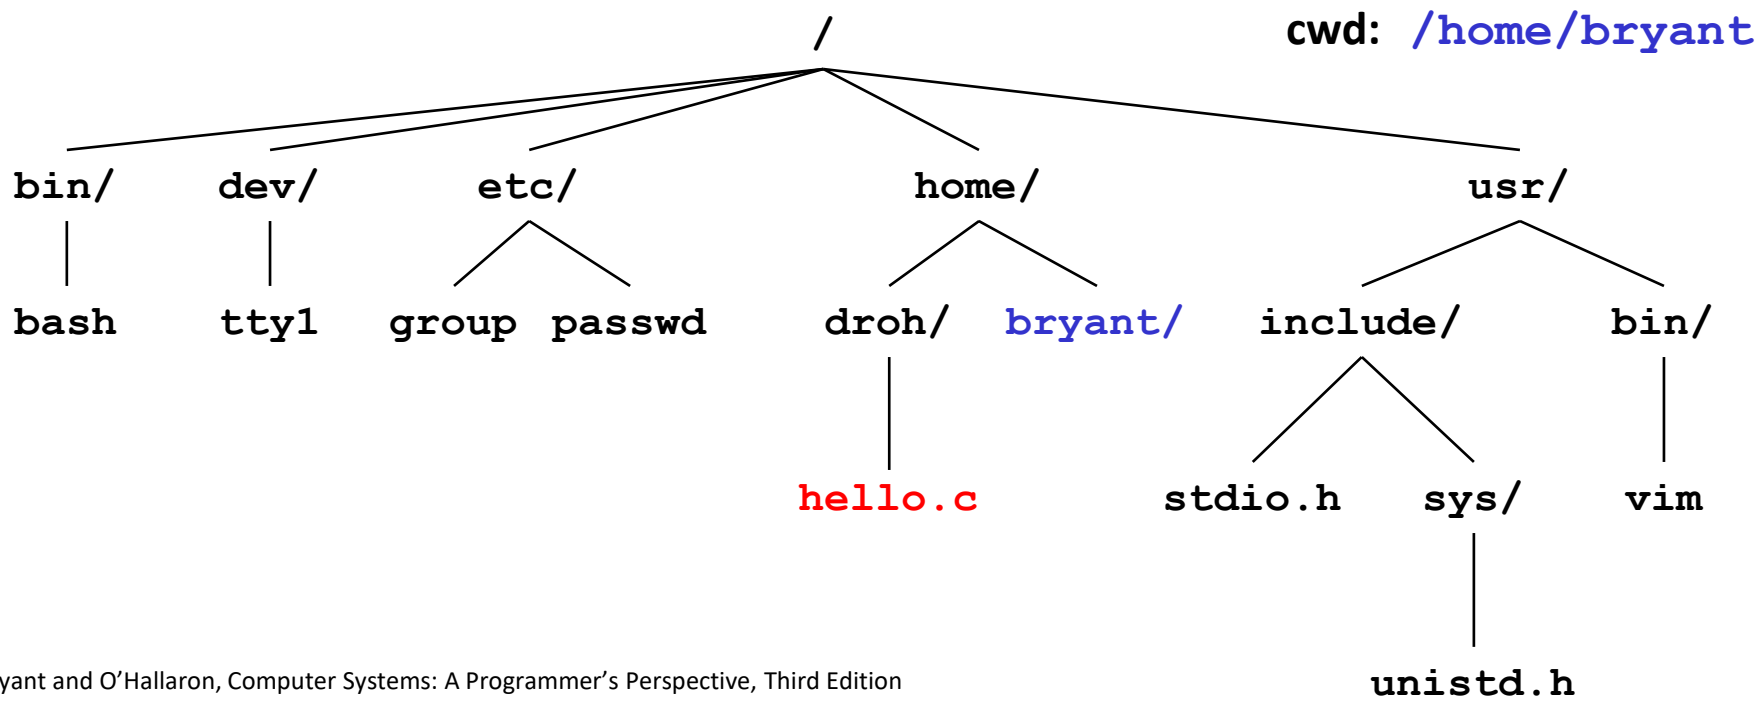 /
cwd: /home/bryant
bin/ dev/ etc/ home/ usr/
bash tty1 group passwd droh/ bryant/ include/ bin/
hello.c stdio.h sys/ vim
unistd.h
yant and O’Hallaron, Computer Systems: A Programmer’s Perspective, Third Edition